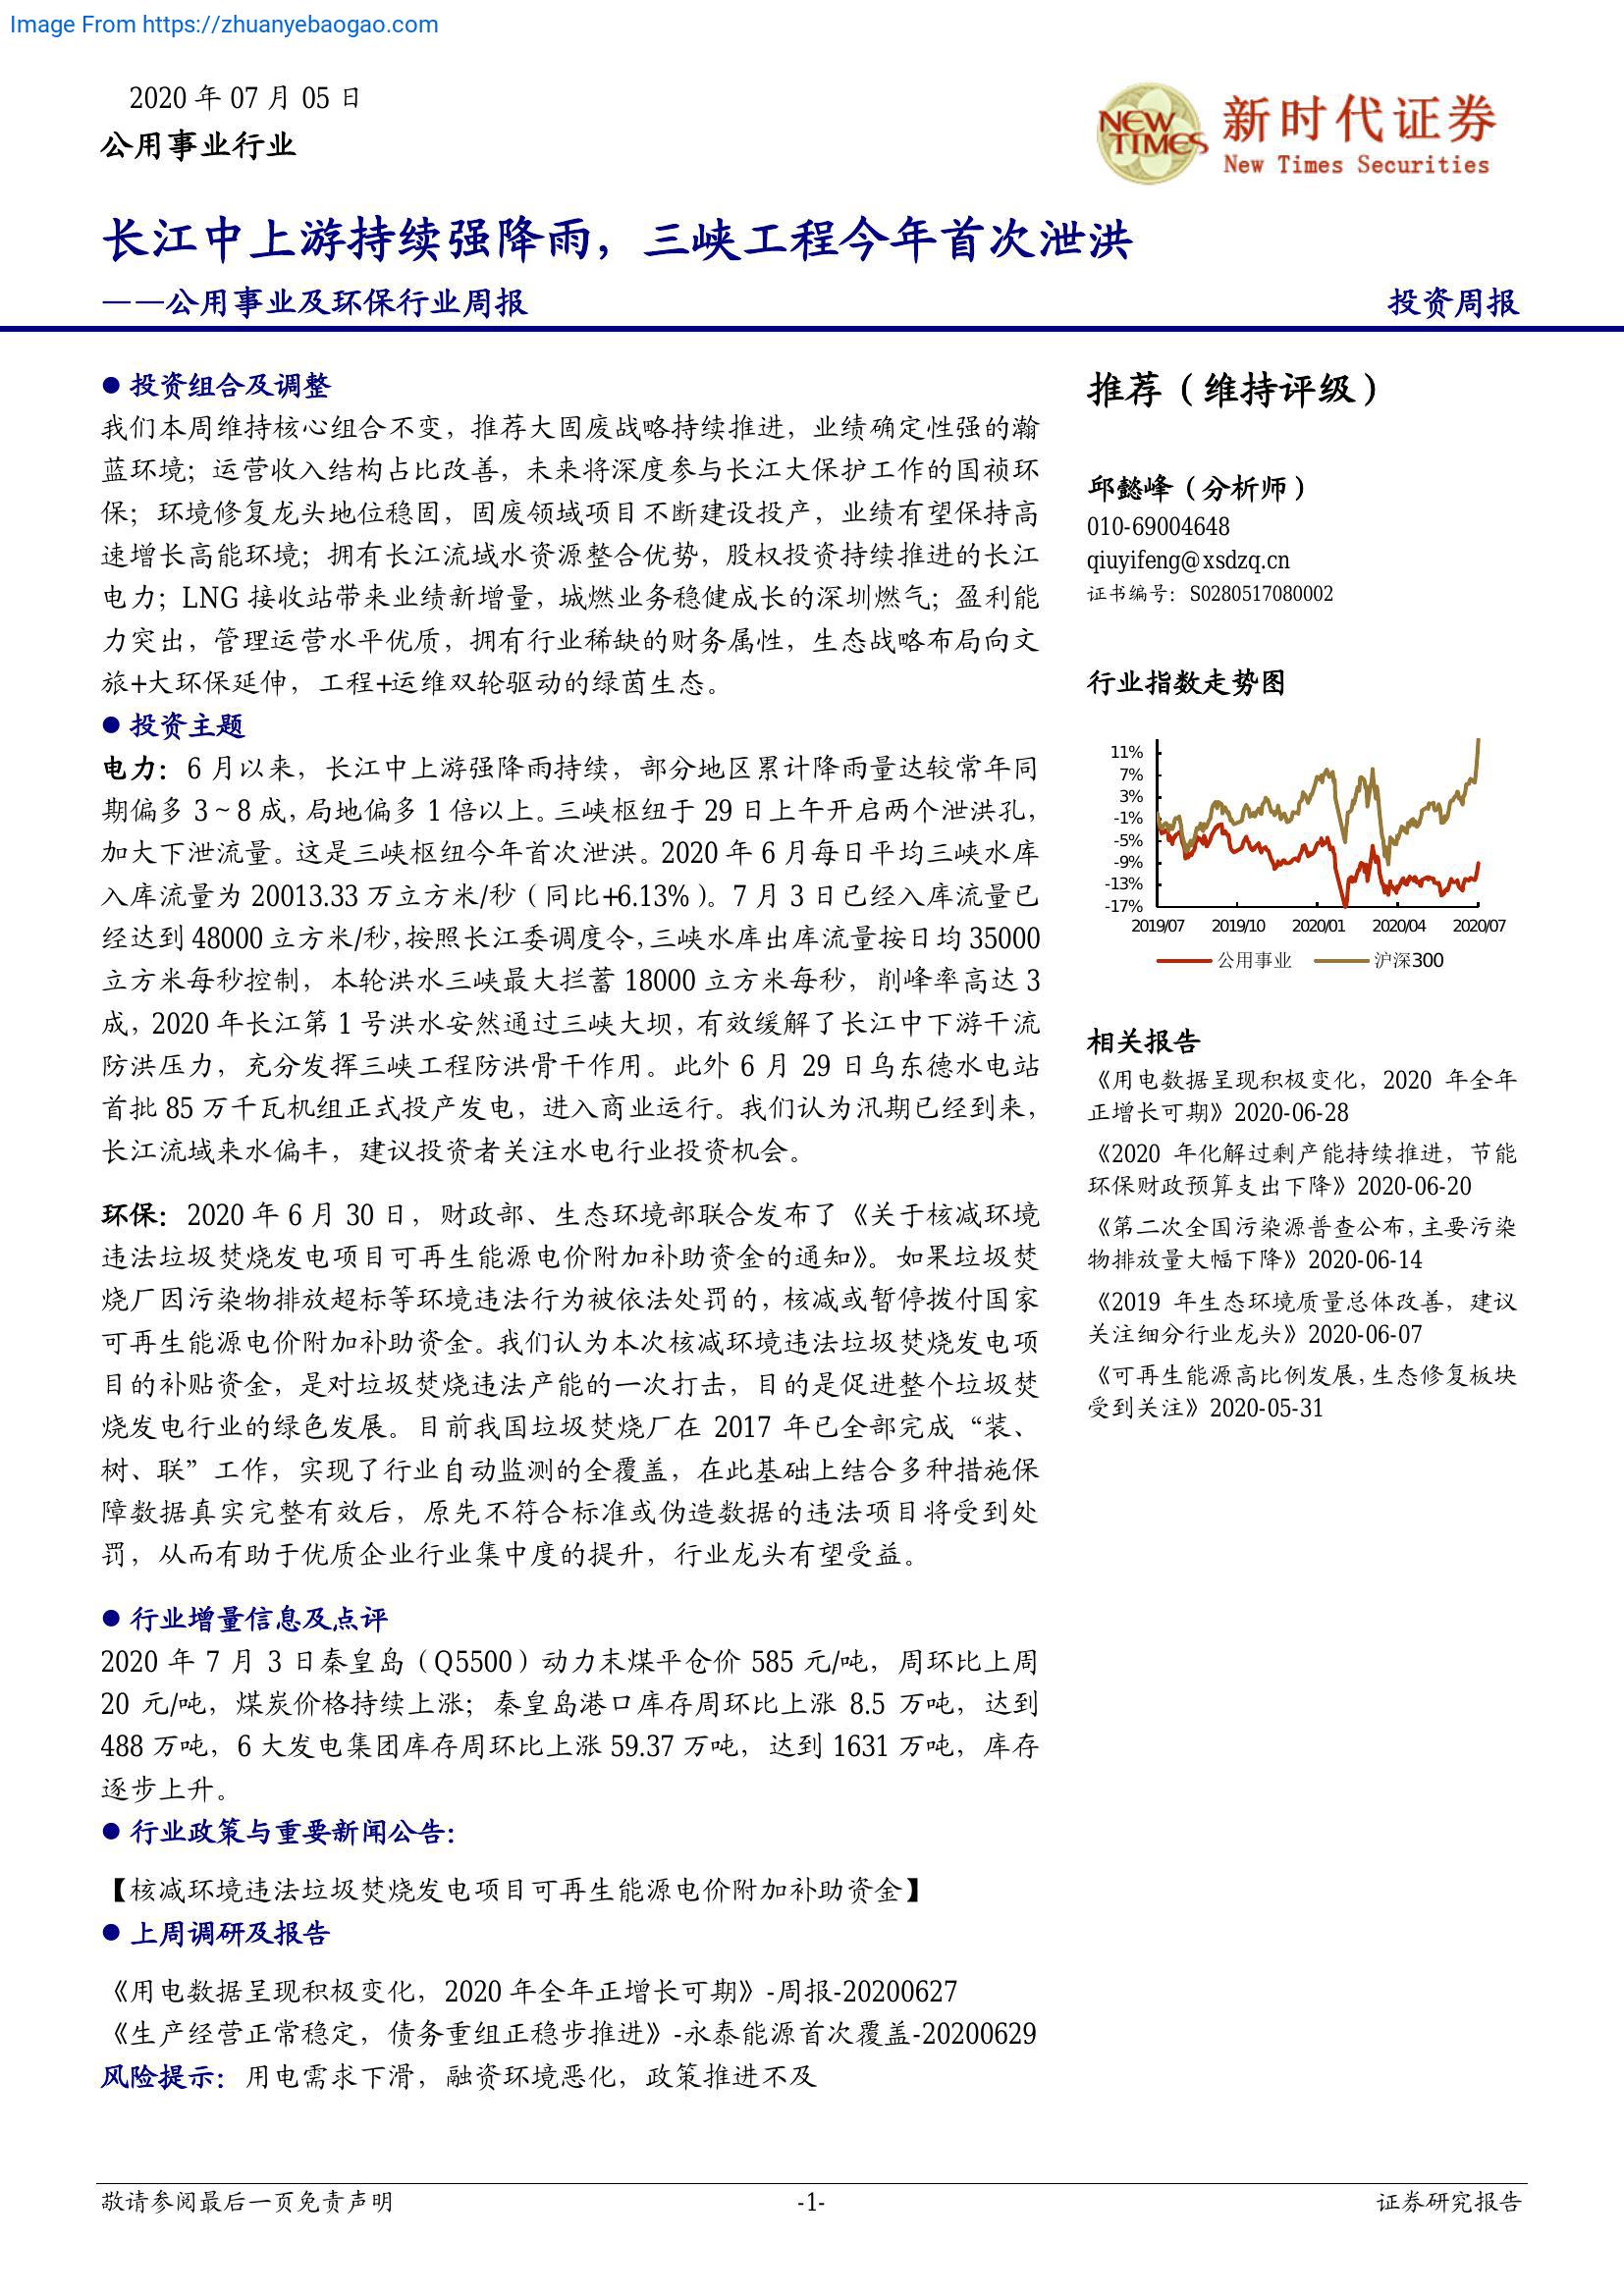 Image From https://zhuanyebaogao.com
2020 年 07 月 05 日
公用事业行业
NEW TIMES
新时代证券
New Times Securities
长江中上游持续强降雨，三峡工程今年首次泄洪
——公用事业及环保行业周报
投资周报
● 投资组合及调整
我们本周维持核心组合不变，推荐大固废战略持续推进，业绩确定性强的瀚
蓝环境；运营收入结构占比改善，未来将深度参与长江大保护工作的国祯环
保；环境修复龙头地位稳固，固废领域项目不断建设投产，业绩有望保持高
速增长高能环境；拥有长江流域水资源整合优势，股权投资持续推进的长江
电力；LNG 接收站带来业绩新增量，城燃业务稳健成长的深圳燃气；盈利能
力突出，管理运营水平优质，拥有行业稀缺的财务属性，生态战略布局向文
旅+大环保延伸，工程+运维双轮驱动的绿茵生态。
● 投资主题
电力：6 月以来，长江中上游强降雨持续，部分地区累计降雨量达较常年同
期偏多 3~8 成，局地偏多 1 倍以上。三峡枢纽于 29 日上午开启两个泄洪孔，
加大下泄流量。这是三峡枢纽今年首次泄洪。2020 年 6 月每日平均三峡水库
入库流量为 20013.33 万立方米/秒（同比+6.13%）。7 月 3 日已经入库流量已
经达到 48000 立方米/秒，按照长江委调度令，三峡水库出库流量按日均 35000
立方米每秒控制，本轮洪水三峡最大拦蓄 18000 立方米每秒，削峰率高达 3
成，2020 年长江第 1 号洪水安然通过三峡大坝，有效缓解了长江中下游干流
防洪压力，充分发挥三峡工程防洪骨干作用。此外 6 月 29 日乌东德水电站
首批 85 万千瓦机组正式投产发电，进入商业运行。我们认为汛期已经到来，
长江流域来水偏丰，建议投资者关注水电行业投资机会。
环保：2020 年 6 月 30 日，财政部、生态环境部联合发布了《关于核减环境
违法垃圾焚烧发电项目可再生能源电价附加补助资金的通知》。如果垃圾焚
烧厂因污染物排放超标等环境违法行为被依法处罚的，核减或暂停拨付国家
可再生能源电价附加补助资金。我们认为本次核减环境违法垃圾焚烧发电项
目的补贴资金，是对垃圾焚烧违法产能的一次打击，目的是促进整个垃圾焚
烧发电行业的绿色发展。目前我国垃圾焚烧厂在 2017 年已全部完成“装、
树、联”工作，实现了行业自动监测的全覆盖，在此基础上结合多种措施保
障数据真实完整有效后，原先不符合标准或伪造数据的违法项目将受到处
罚，从而有助于优质企业行业集中度的提升，行业龙头有望受益。
● 行业增量信息及点评
2020 年 7 月 3 日秦皇岛（Q5500）动力末煤平仓价 585 元/吨，周环比上周
20 元/吨，煤炭价格持续上涨；秦皇岛港口库存周环比上涨 8.5 万吨，达到
488 万吨，6 大发电集团库存周环比上涨 59.37 万吨，达到 1631 万吨，库存
逐步上升。
● 行业政策与重要新闻公告：
【核减环境违法垃圾焚烧发电项目可再生能源电价附加补助资金】
● 上周调研及报告
《用电数据呈现积极变化，2020 年全年正增长可期》-周报-20200627
《生产经营正常稳定，债务重组正稳步推进》-永泰能源首次覆盖-20200629
风险提示：用电需求下滑，融资环境恶化，政策推进不及
推荐（维持评级）
邱懿峰（分析师）
010-69004648
qiuyifeng@xsdzq.cn
证书编号：S0280517080002
行业指数走势图
11%
7%
3%
-1%
-5%
-9%
-13%
-17%
2019/07 2019/10 2020/01 2020/04 2020/07
公用事业 沪深300
相关报告
《用电数据呈现积极变化，2020 年全年
正增长可期》2020-06-28
《2020 年化解过剩产能持续推进，节能
环保财政预算支出下降》2020-06-20
《第二次全国污染源普查公布，主要污染
物排放量大幅下降》2020-06-14
《2019 年生态环境质量总体改善，建议
关注细分行业龙头》2020-06-07
《可再生能源高比例发展，生态修复板块
受到关注》2020-05-31
敬请参阅最后一页免责声明
-1-
证券研究报告